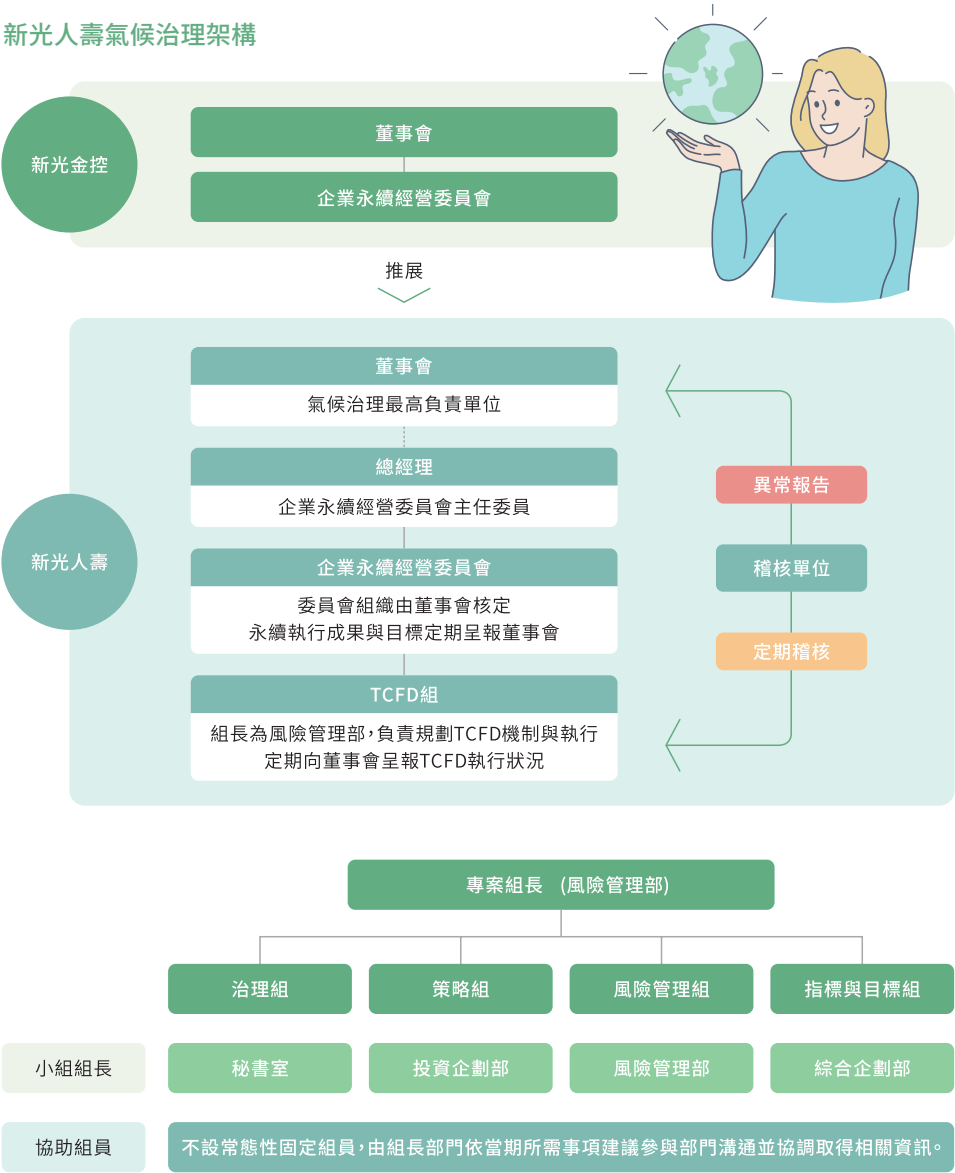 新光人壽氣候治理架構
新光金控
董事會
企業永續經營委員會
推展
新光人壽
董事會
氣候治理最高負責單位
總經理
企業永續經營委員會主任委員
企業永續經營委員會
委員會組織由董事會核定
永續執行成果與目標定期呈報董事會
TCFD組
組長為風險管理部，負責規劃TCFD機制與執行
定期向董事會呈報TCFD執行狀況
異常報告
稽核單位
定期稽核
專案組長 (風險管理部)
治理組
策略組
風險管理組
指標與目標組
小組組長
秘書室
投資企劃部
風險管理部
綜合企劃部
協助組員
不設常態性固定組員，由組長部門依當期所需事項建議參與部門溝通並協調取得相關資訊。